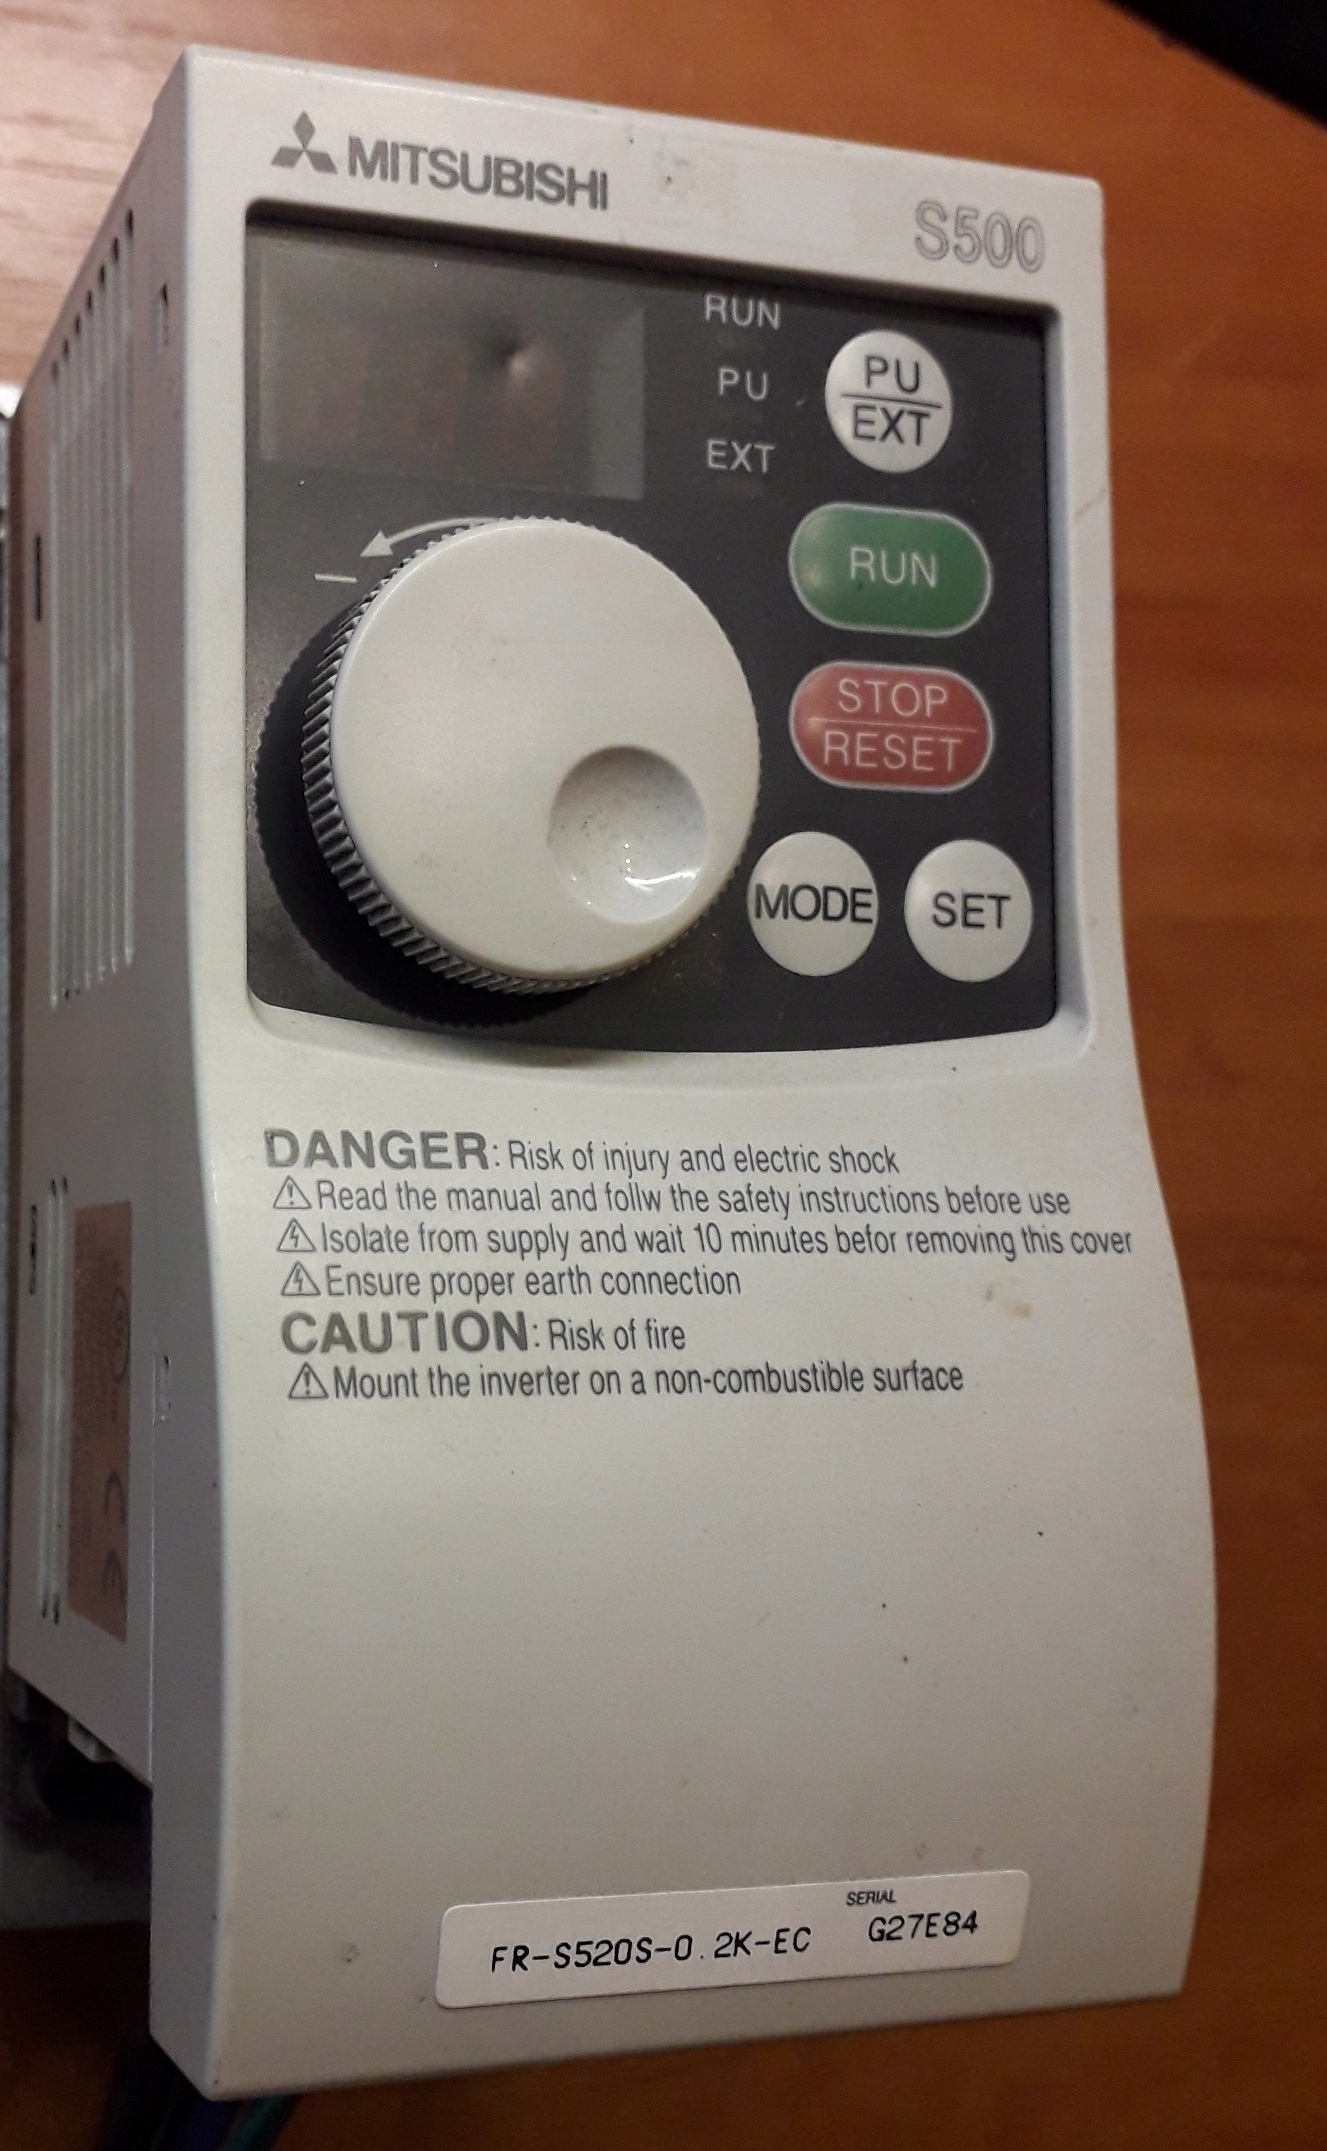 MITSUBISHI
S500
RUN
PU
EXT
PU
EXT
RUN
STOP
RESET
MODE
SET
DANGER: Risk of injury and electric shock
Read the manual and follw the safety instructions before use
Isolate from supply and wait 10 minutes befor removing this cover
Ensure proper earth connection
CAUTION: Risk of fire
Mount the inverter on a non-combustible surface
SERIAL
FR-S520S-0.2K-EC G27E84
CE